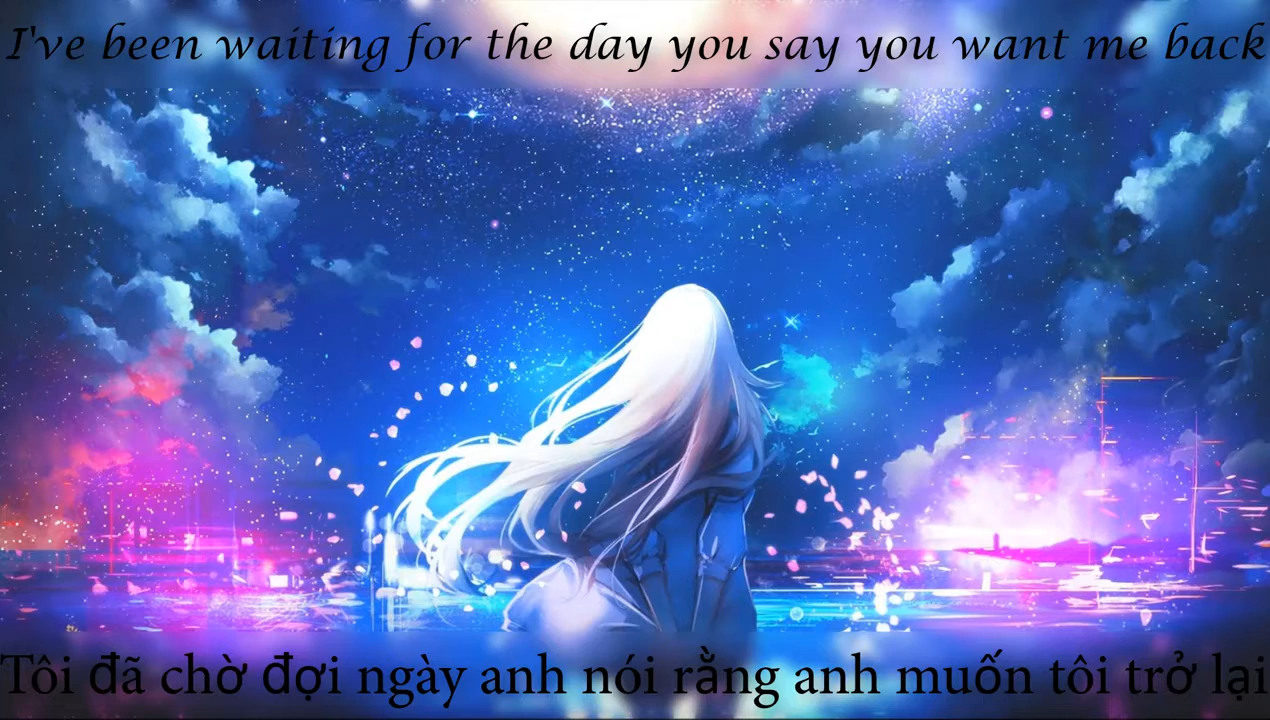 I've been waiting for the day you say you want me back
Tôi đã chờ đợi ngày anh nói rằng anh muốn tôi trở lại